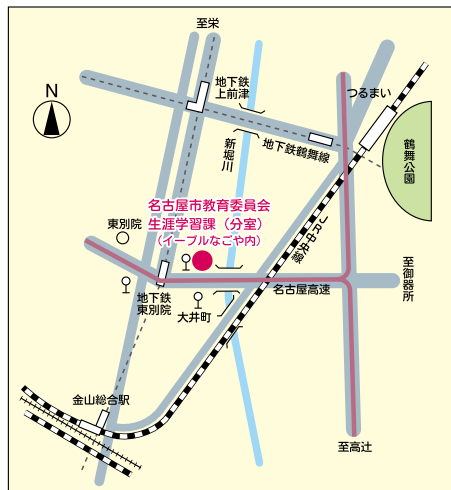 至栄
地下鉄
上前津
つるまい
N
新堀川
地下鉄鶴舞線
鶴舞公園
名古屋市教育委員会
生涯学習課（分室）
（イーブルなごや内）
東別院
JR中央線
至御器所
地下鉄
東別院
大井町
名古屋高速
金山総合駅
至高辻